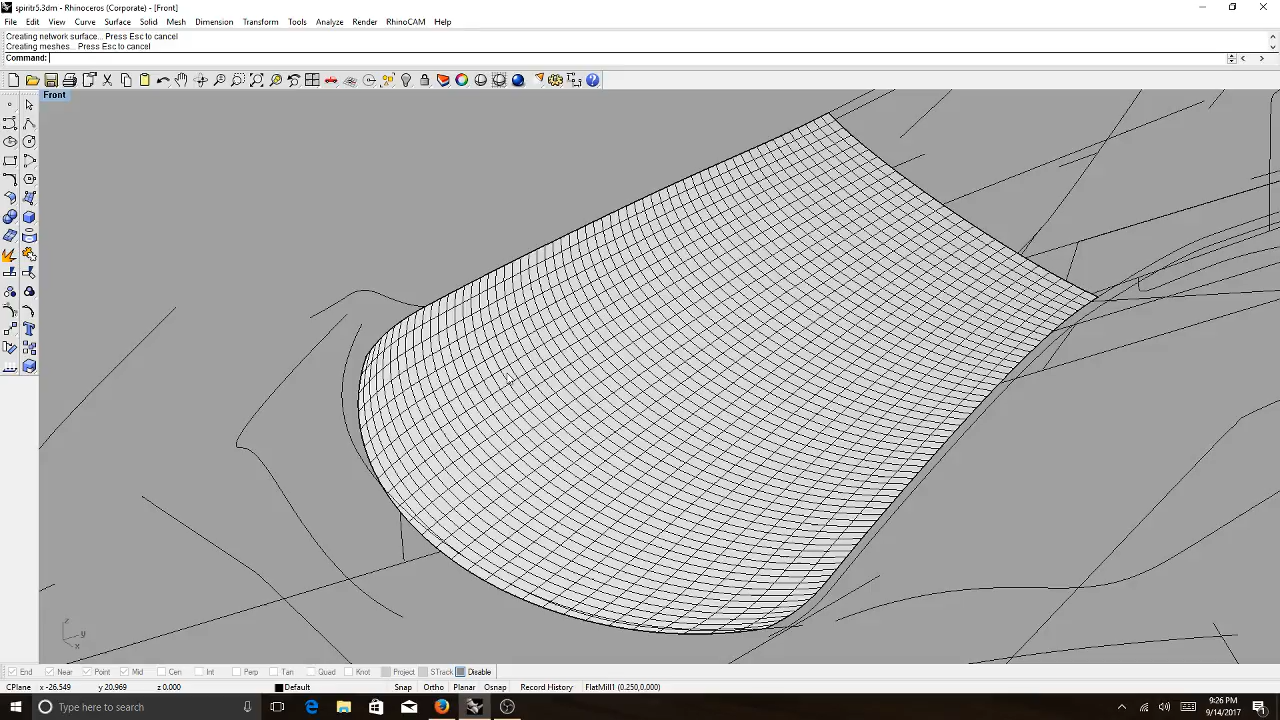 spiritr5.3dm - Rhinoceros (Corporate) - [Front]
File Edit View Curve Surface Solid Mesh Dimension Transform Tools Analyze Render RhinoCAM Help
Creating network surface... Press Esc to cancel
Creating meshes... Press Esc to cancel
Command:
Front
z
y
x
End Near Point Mid Cen Int Perp Tan Quad Knot Project STrack Disable
CPlane x -26.549 y 20.969 z 0.000 Default Snap Ortho Planar Osnap Record History FlatMill1 (0.250,0.000)
Type here to search
9:26 PM
9/14/2017